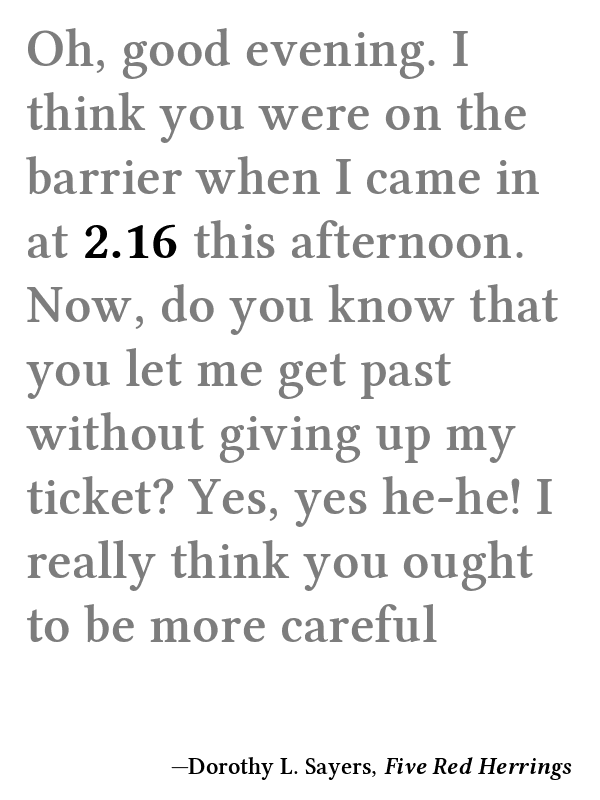 Oh, good evening. I
think you were on the
barrier when I came in
at 2.16 this afternoon.
Now, do you know that
you let me get past
without giving up my
ticket? Yes, yes he-he! I
really think you ought
to be more careful
—Dorothy L. Sayers, Five Red Herrings